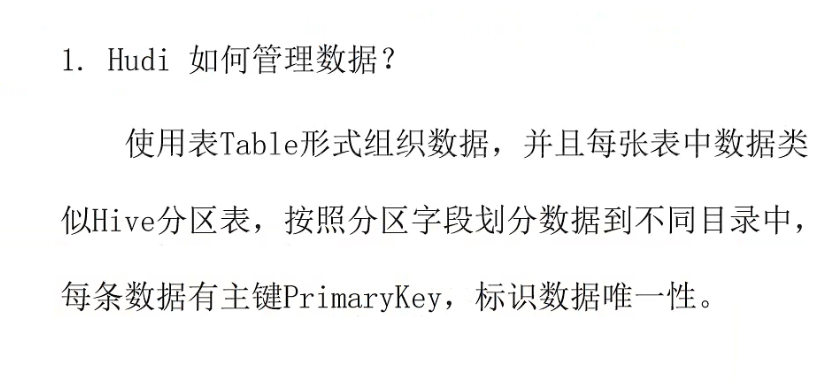 1. Hudi 如何管理数据？
使用表Table形式组织数据，并且每张表中数据类
似Hive分区表，按照分区字段划分数据到不同目录中，
每条数据有主键PrimaryKey，标识数据唯一性。